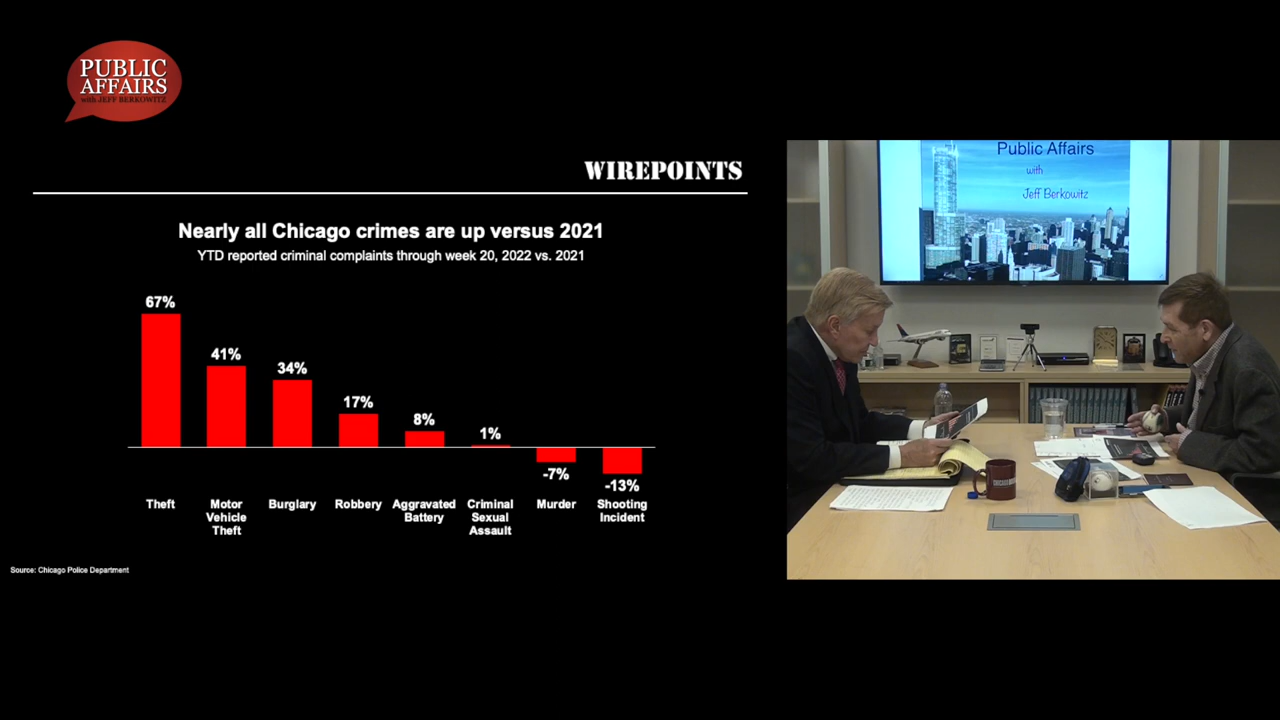 PUBLIC
AFFAIRS
with JEFF BERKOWITZ
WIREPOINTS
Nearly all Chicago crimes are up versus 2021
YTD reported criminal complaints through week 20, 2022 vs. 2021
67%
41%
34%
17%
8%
1%
-7%
-13%
Theft
Motor
Vehicle
Theft
Burglary
Robbery
Aggravated
Battery
Criminal
Sexual
Assault
Murder
Shooting
Incident
Source: Chicago Police Department
Public Affairs
with
Jeff Berkowitz